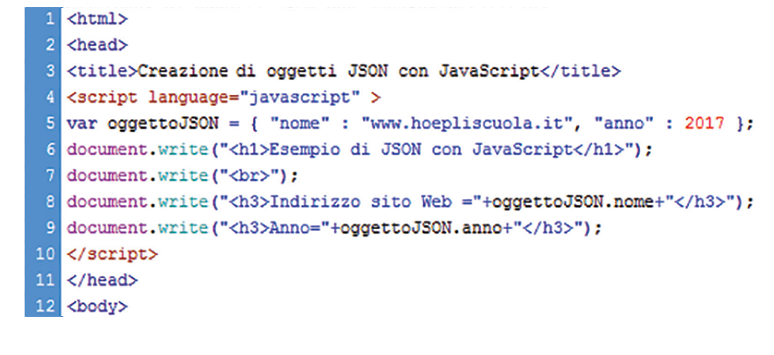 1 <html>
2 <head>
3 <title>Creazione di oggetti JSON con JavaScript</title>
4 <script language="javascript" >
5 var oggettoJSON = { "nome" : "www.hoepliscuola.it", "anno" : 2017 };
6 document.write("<h1>Esempio di JSON con JavaScript</h1>");
7 document.write("<br>");
8 document.write("<h3>Indirizzo sito Web ="+oggettoJSON.nome+"</h3>");
9 document.write("<h3>Anno="+oggettoJSON.anno+"</h3>");
10 </script>
11 </head>
12 <body>